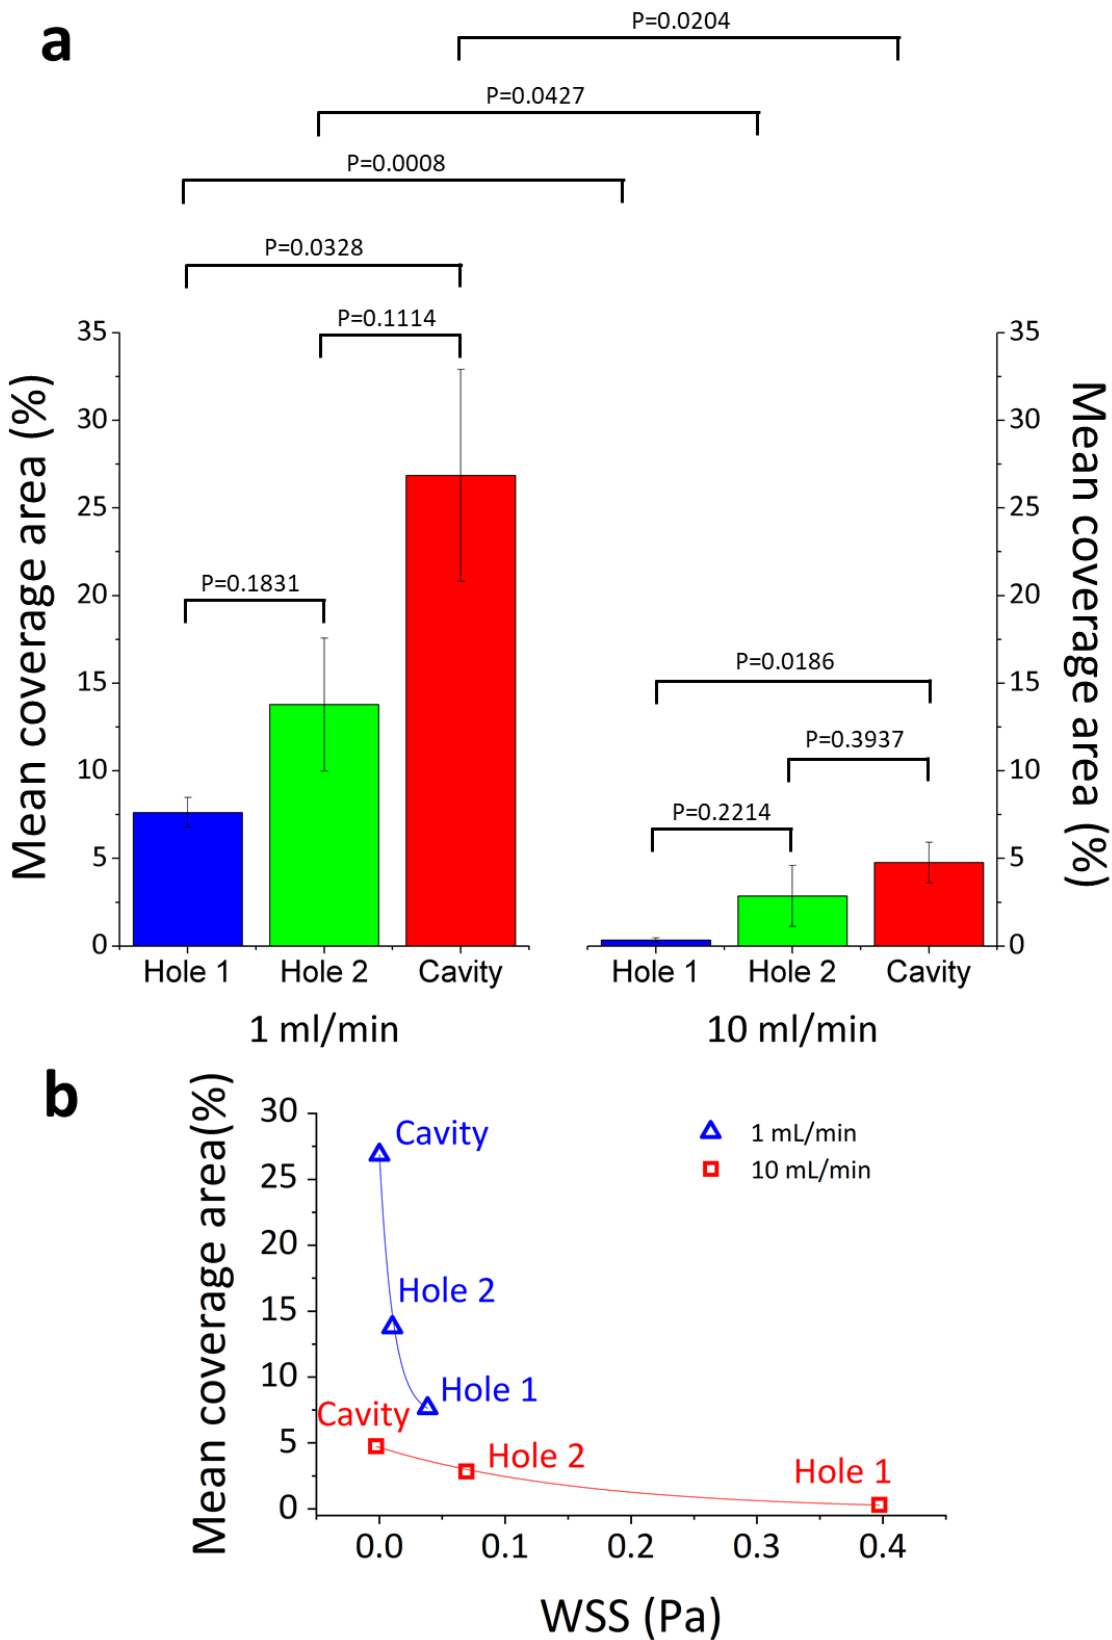 a
P=0.0204
P=0.0427
P=0.0008
P=0.0328
P=0.1114
P=0.1831
P=0.0186
P=0.3937
P=0.2214
Mean coverage area (%)
35
30
25
20
15
10
5
0
Hole 1 Hole 2 Cavity
1 ml/min
Hole 1 Hole 2 Cavity
10 ml/min
35
30
25
20
15
10
5
0
Mean coverage area (%)
b
Mean coverage area(%)
30
25
20
15
10
5
0
Cavity
Hole 2
Hole 1
Cavity
Hole 2
Hole 1
1 mL/min
10 mL/min
0.0 0.1 0.2 0.3 0.4
WSS (Pa)